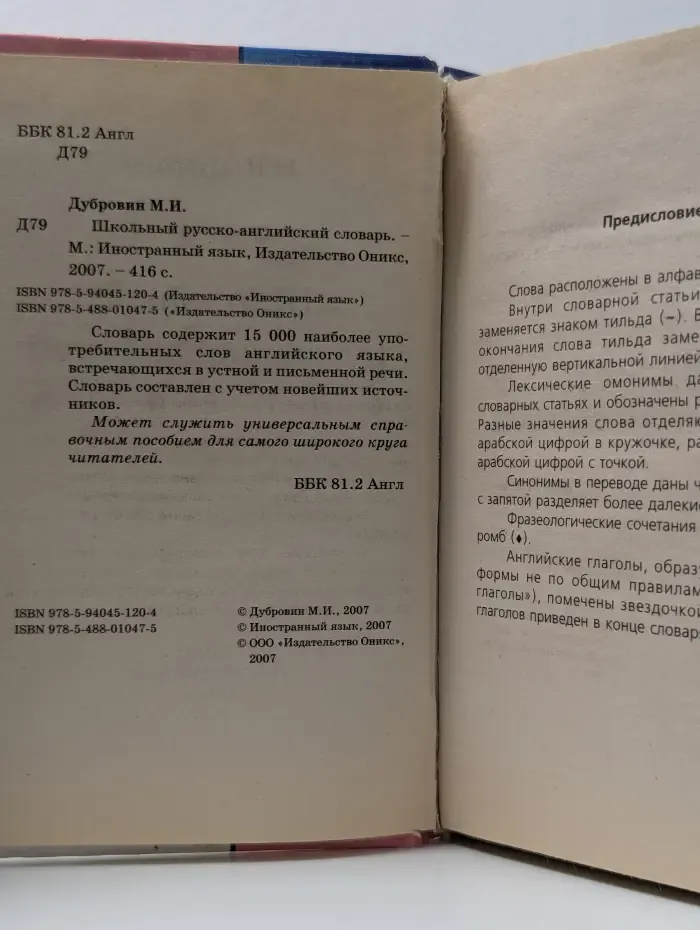 ББК 81.2 Англ
Д79
Дубровин М.И.
Д79 Школьный русско-английский словарь. –
М.: Иностранный язык, Издательство Оникс,
2007. – 416 с.
ISBN 978-5-94045-120-4 (Издательство «Иностранный язык»)
ISBN 978-5-488-01047-5 («Издательство Оникс»)
Словарь содержит 15 000 наиболее упо-
требительных слов английского языка,
встречающихся в устной и письменной речи.
Словарь составлен с учетом новейших источ-
ников.
Может служить универсальным спра-
вочным пособием для самого широкого круга
читателей.
ББК 81.2 Англ
ISBN 978-5-94045-120-4
ISBN 978-5-488-01047-5
© Дубровин М.И., 2007
© Иностранный язык, 2007
© ООО «Издательство Оникс»,
2007
Предисловие
Слова расположены в алфав
Внутри словарной статьи
заменяется знаком тильда (~). В
окончания слова тильда заме
отделенную вертикальной линией
Лексические омонимы да
словарных статьях и обозначены р
Разные значения слова отделяю
арабской цифрой в кружочке, ра
арабской цифрой с точкой.
Синонимы в переводе даны ч
с запятой разделяет более далекие
Фразеологические сочетания
ромб (♦).
Английские глаголы, образу
формы не по общим правилам
глаголы»), помечены звездочкой
глаголов приведен в конце словар